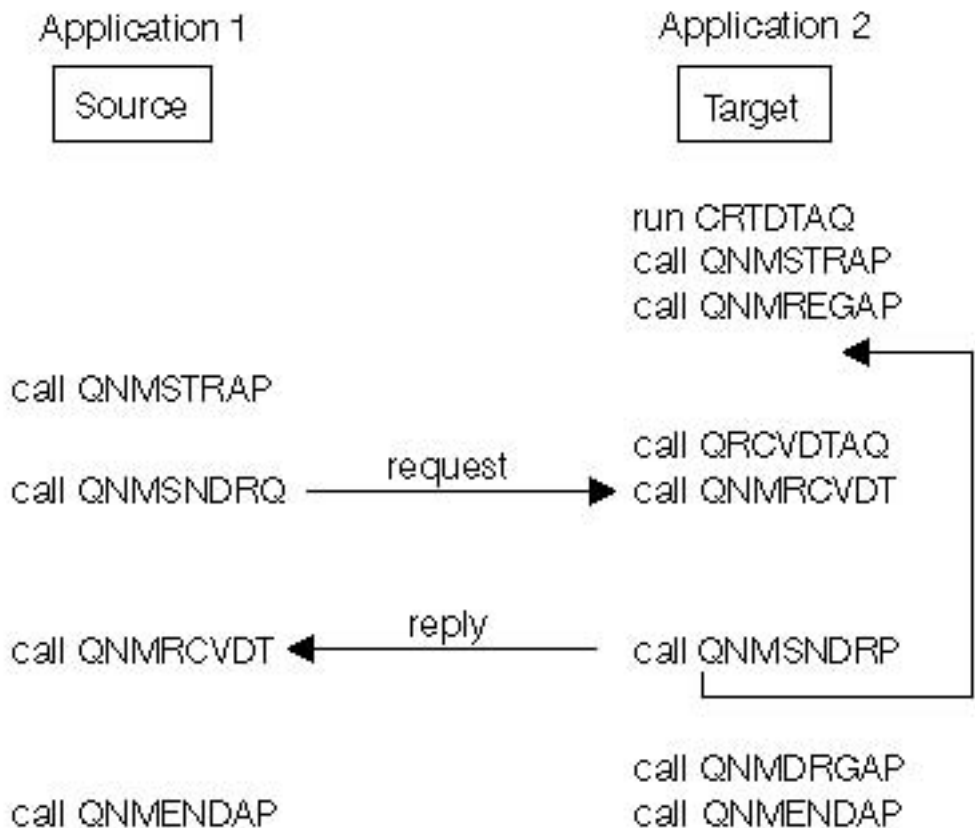 Application 1
Application 2
Source
Target
run CRTDTAQ
call QNMSTRAP
call QNMREGAP
call QNMSTRAP
call QRCVDTAQ
call QNMSNDRQ
request
call QNMRCVDT
call QNMRCVDT
reply
call QNMSNDRP
call QNMDRGAP
call QNMENDAP
call QNMENDAP